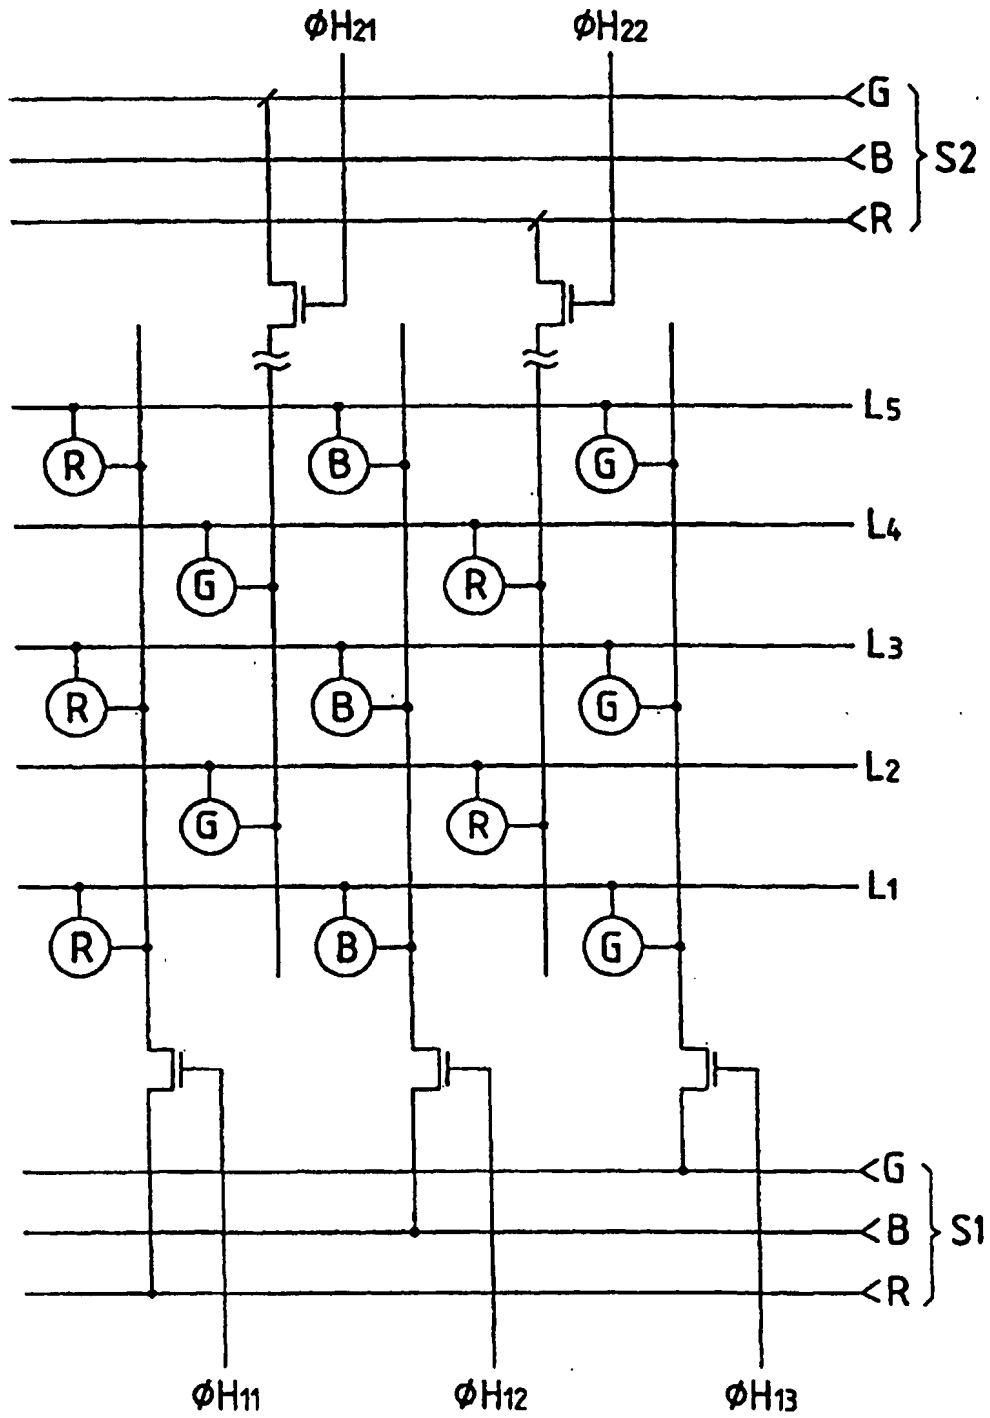 ØH21 ØH22
<G
<B S2
<R
L5
R B G
L4
G R
L3
R B G
L2
G R
L1
R B G
<G
<B S1
<R
ØH11 ØH12 ØH13